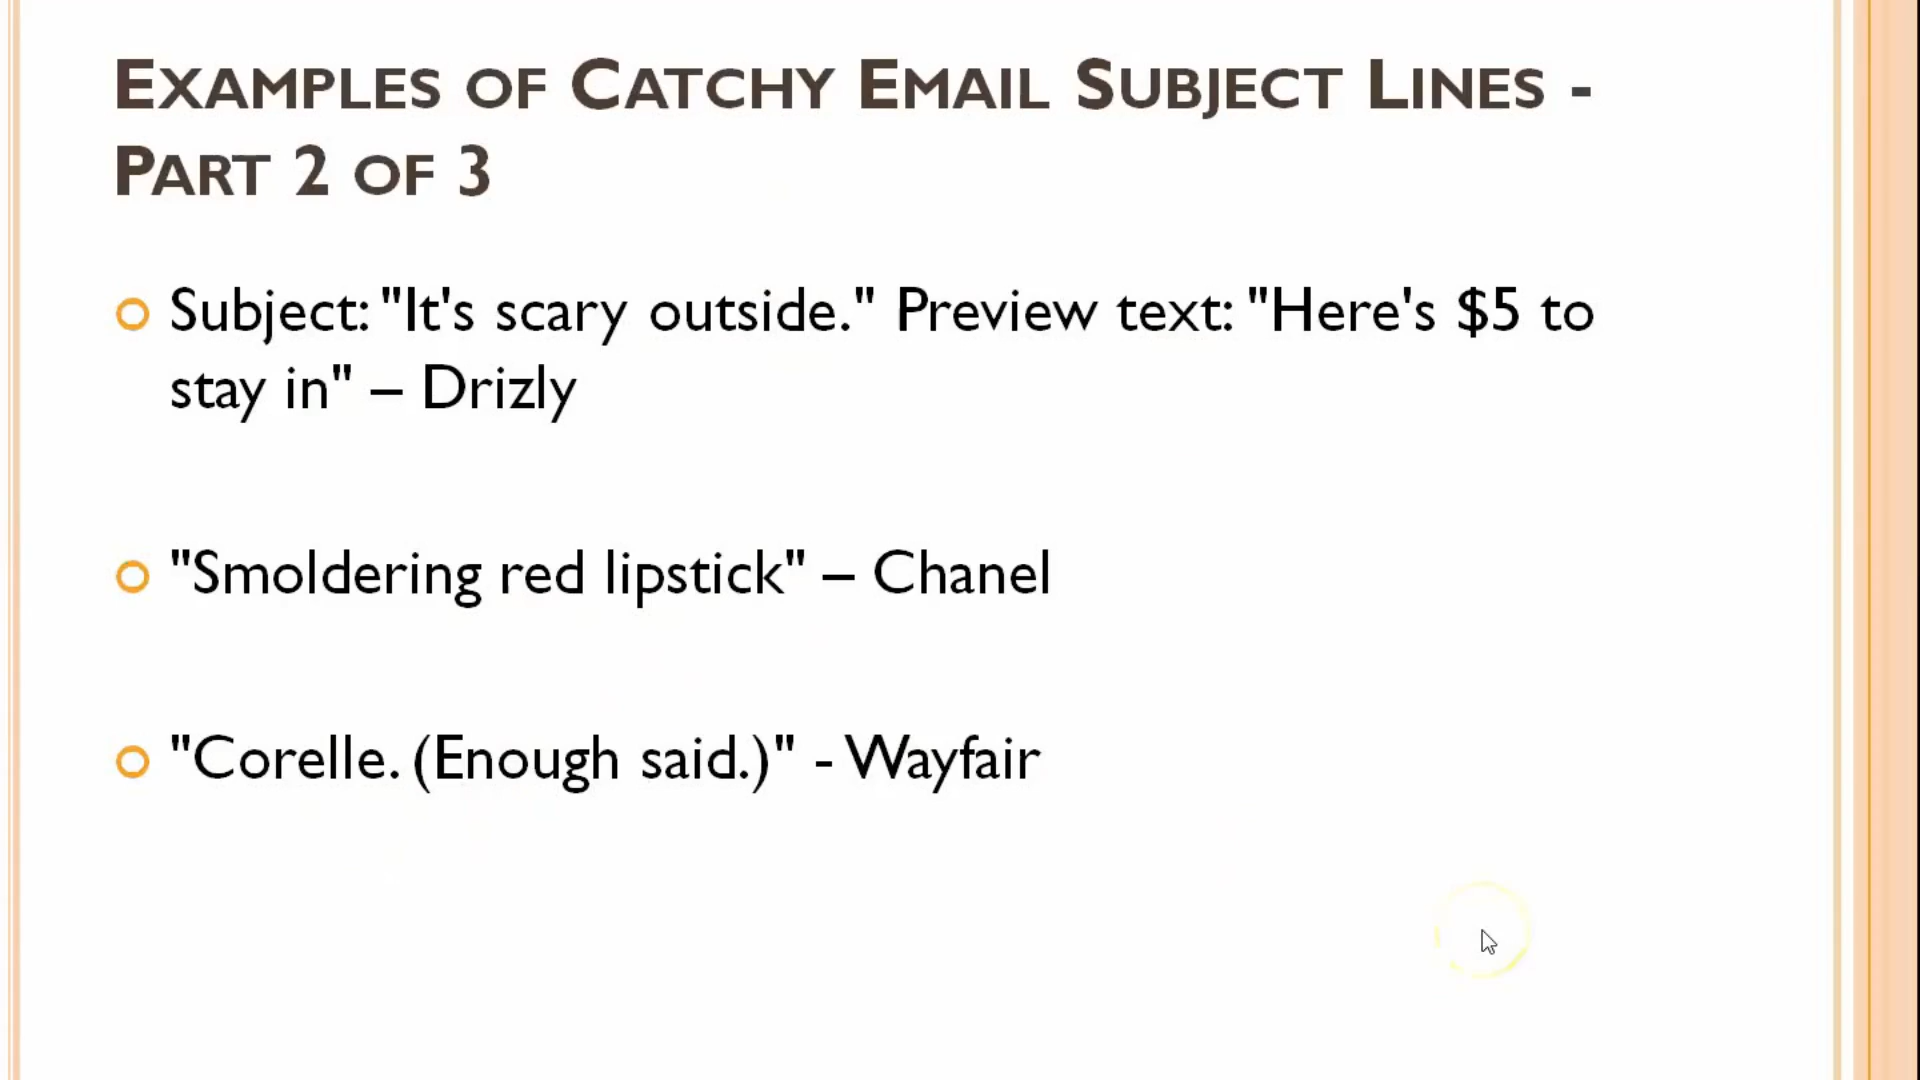 EXAMPLES OF CATCHY EMAIL SUBJECT LINES -
PART 2 OF 3
Subject: "It's scary outside." Preview text: "Here's $5 to
stay in" – Drizly
"Smoldering red lipstick" – Chanel
"Corelle. (Enough said.)" - Wayfair